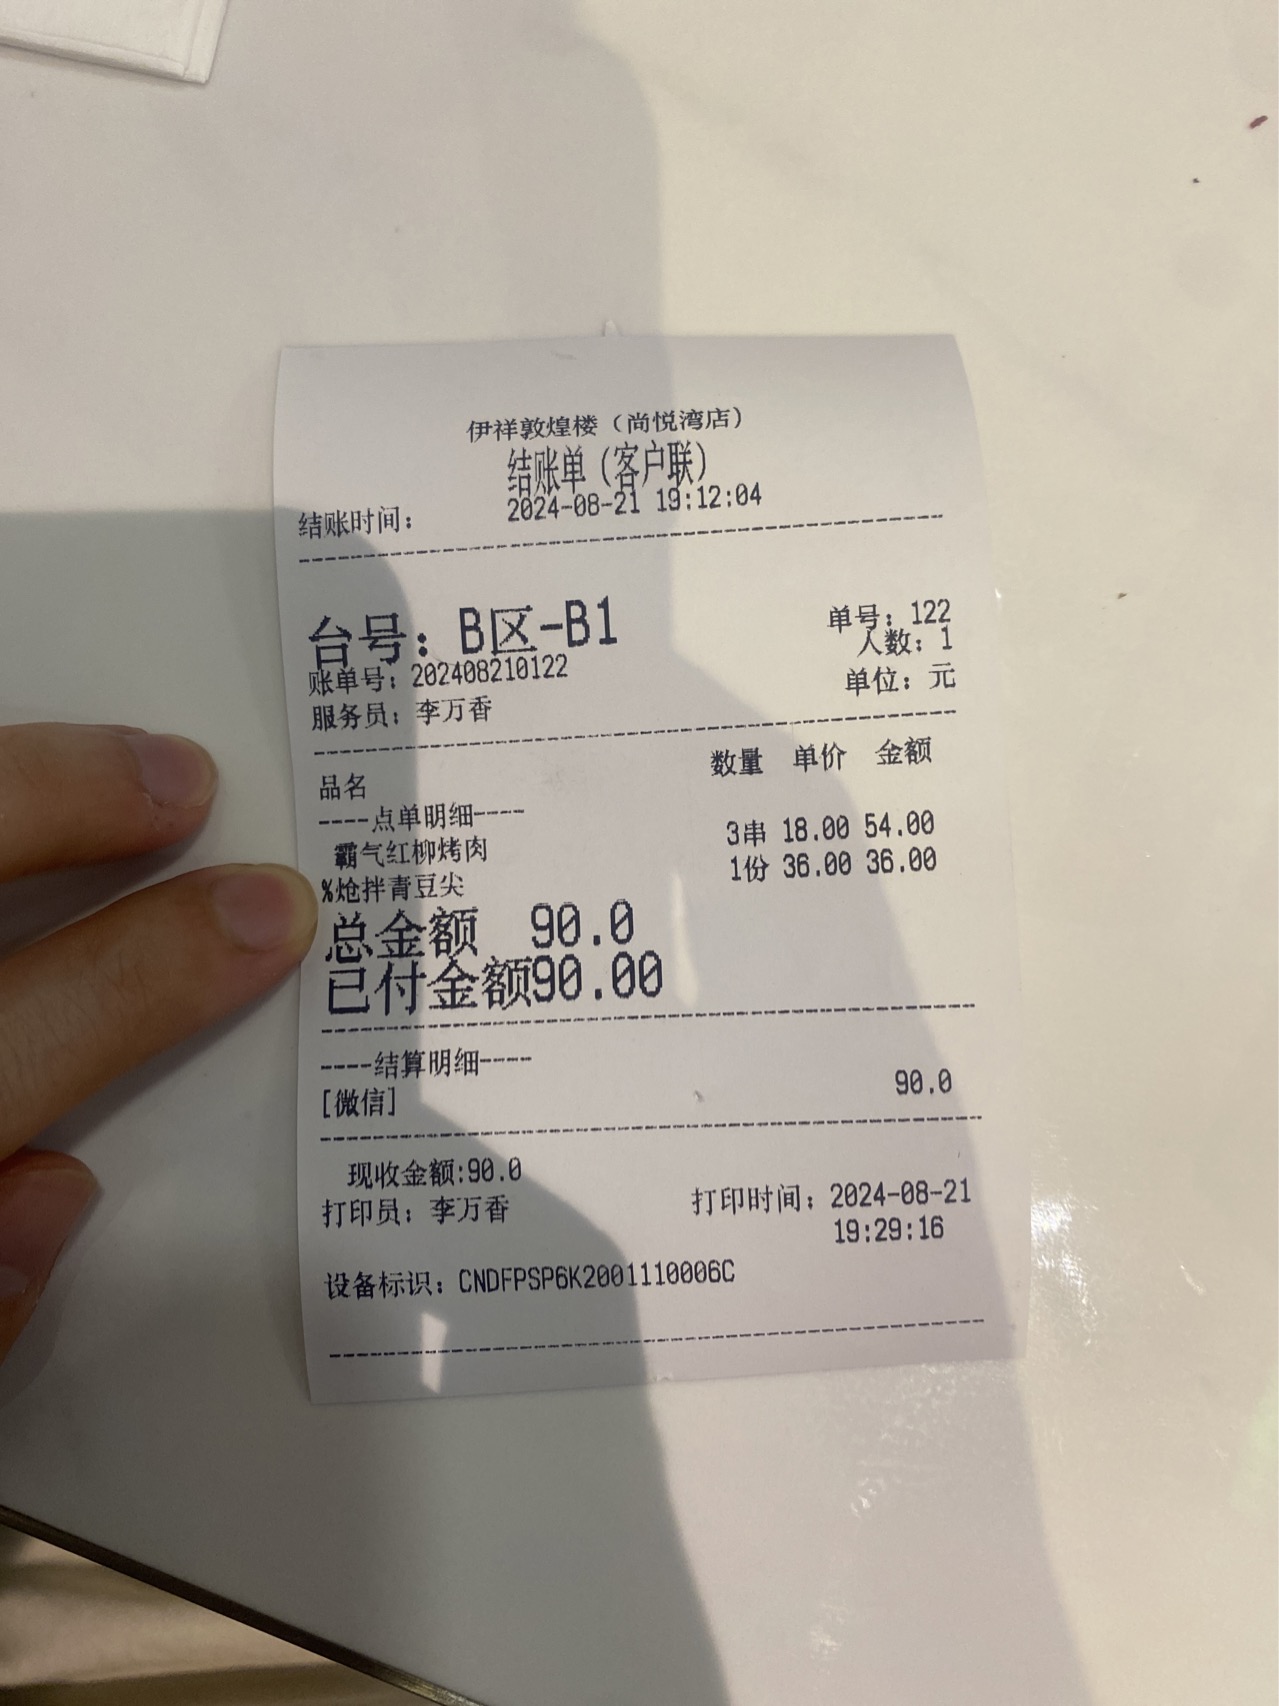 伊祥敦煌楼（尚悦湾店）
结账单（客户联）
结账时间： 2024-08-21 19:12:04
台号：B区-B1 单号：122
人数：1
账单号：202408210122 单位：元
服务员：李万香
品名 数量 单价 金额
----点单明细----
霸气红柳烤肉 3串 18.00 54.00
%炝拌青豆尖 1份 36.00 36.00
总金额 90.0
已付金额90.00
----结算明细----
[微信] 90.0
现收金额:90.0
打印员：李万香 打印时间：2024-08-21
19:29:16
设备标识：CNDFPSP6K2001110006C